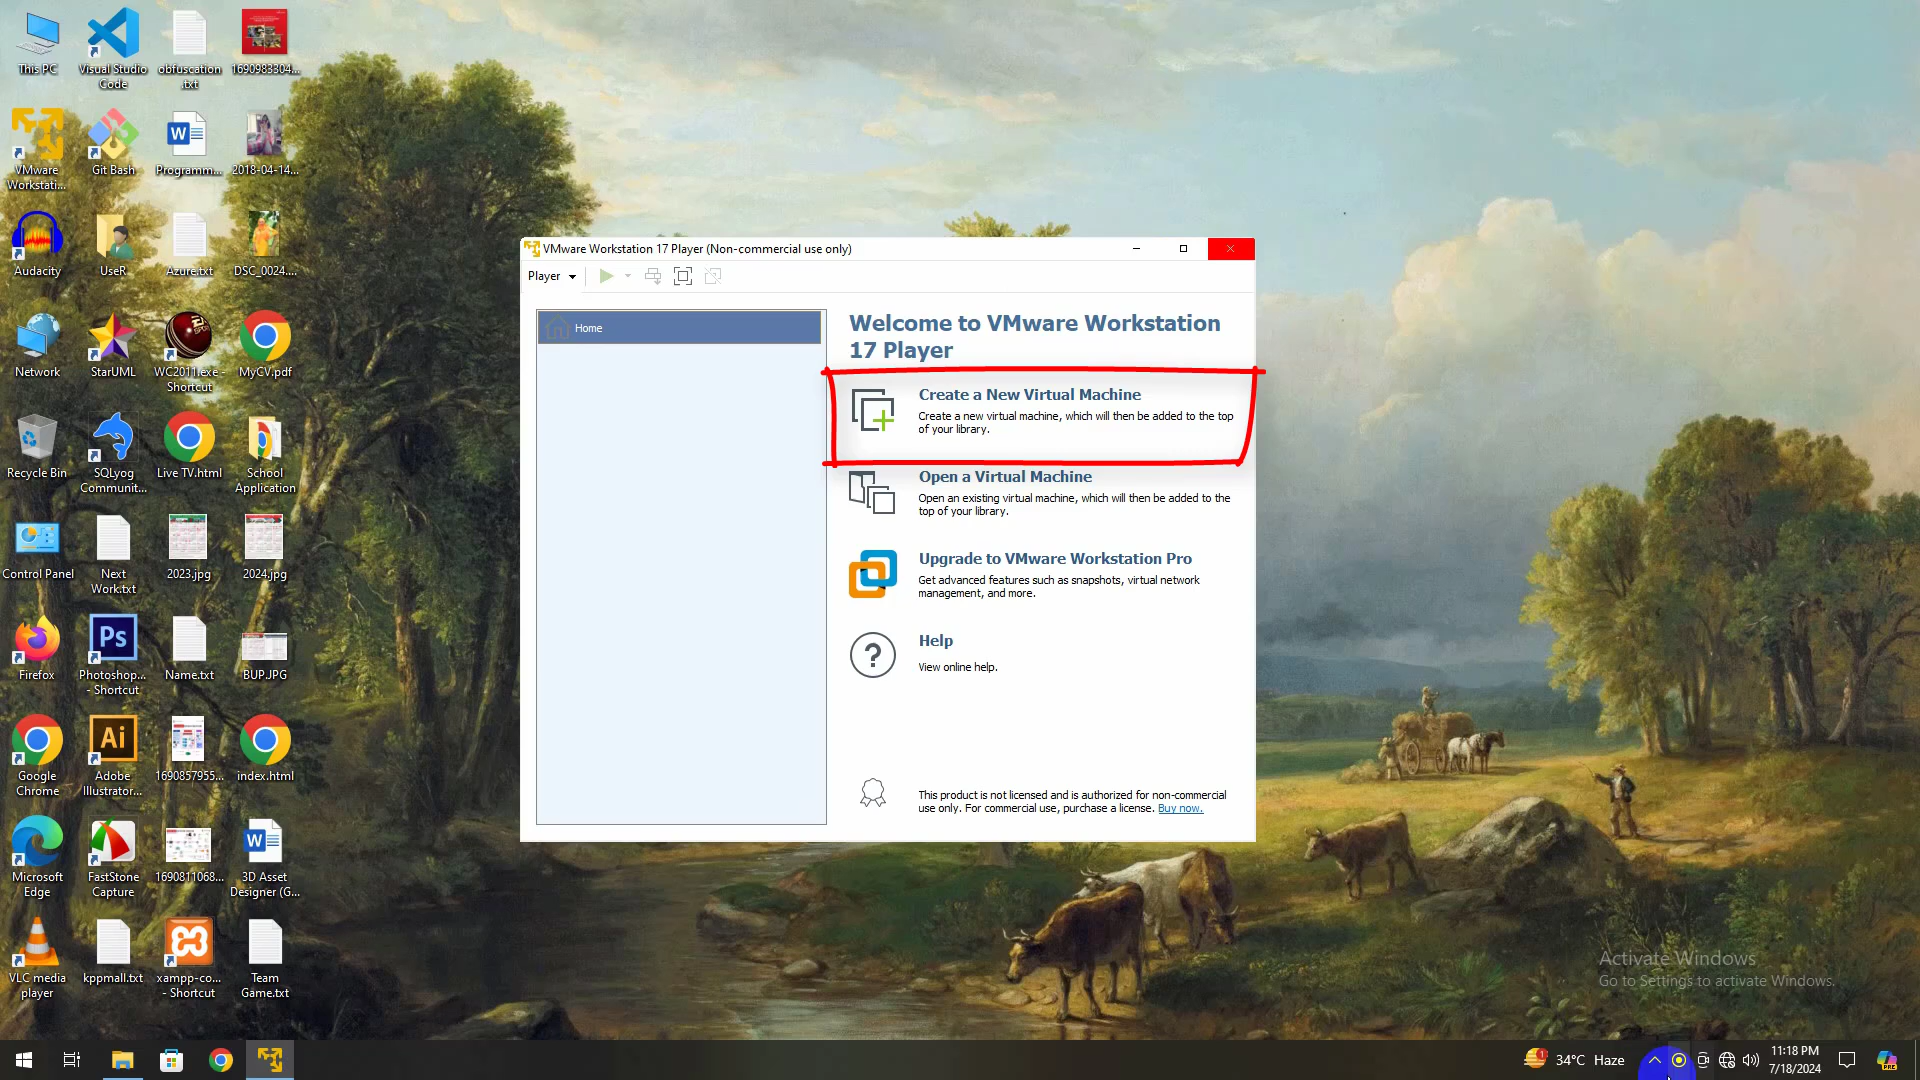 This PC
Visual Studio
Code
obfuscation
.txt
1690983304...
VMware
Workstati...
Git Bash
Programm...
2018-04-14...
Audacity
UseR
Azure.txt
DSC_0024....
Network
StarUML
WC2011.exe -
Shortcut
MyCV.pdf
Recycle Bin
SQLyog
Communit...
Live TV.html
School
Application
Control Panel
Next
Work.txt
2023.jpg
2024.jpg
Firefox
Photoshop...
- Shortcut
Name.txt
BUP.JPG
Google
Chrome
Adobe
Illustrator...
1690857955...
index.html
Microsoft
Edge
FastStone
Capture
1690811068...
3D Asset
Designer (G...
VLC media
player
kppmall.txt
xampp-co...
- Shortcut
Team
Game.txt
VMware Workstation 17 Player (Non-commercial use only)
Player
Home
Welcome to VMware Workstation
17 Player
Create a New Virtual Machine
Create a new virtual machine, which will then be added to the top
of your library.
Open a Virtual Machine
Open an existing virtual machine, which will then be added to the
top of your library.
Upgrade to VMware Workstation Pro
Get advanced features such as snapshots, virtual network
management, and more.
Help
View online help.
This product is not licensed and is authorized for non-commercial
use only. For commercial use, purchase a license. Buy now.
Activate Windows
Go to Settings to activate Windows.
34°C Haze
11:18 PM
7/18/2024